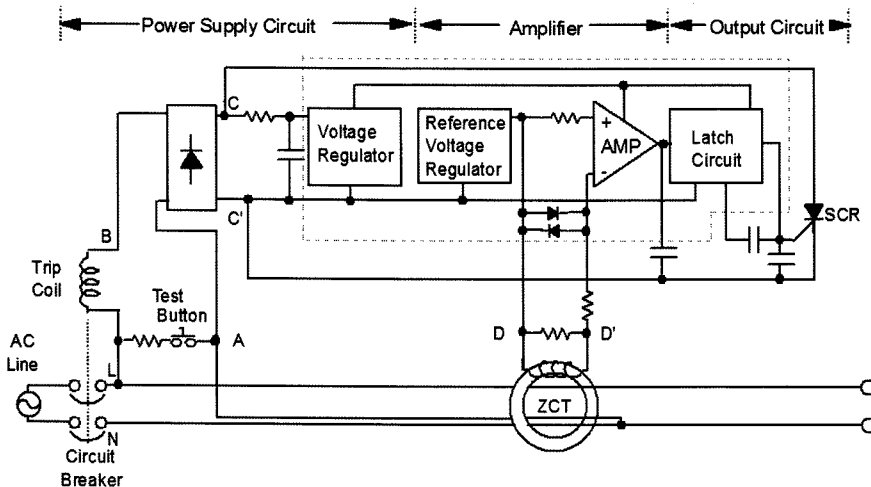 Power Supply Circuit
Amplifier
Output Circuit
C
Voltage
Regulator
Reference
Voltage
Regulator
+
AMP
-
Latch
Circuit
C'
SCR
B
Trip
Coil
Test
Button
A
D
D'
AC
Line
L
ZCT
N
Circuit
Breaker